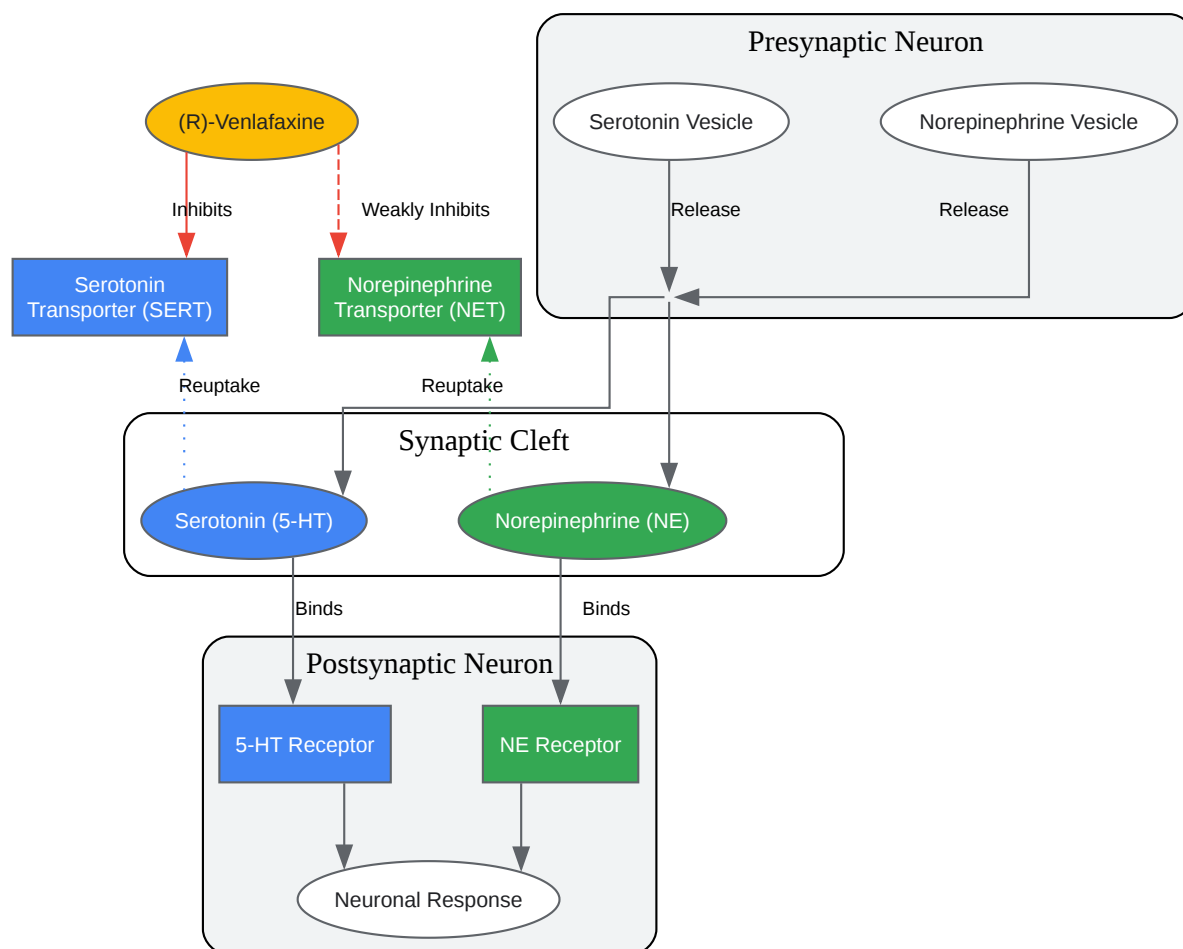 Presynaptic Neuron
(R)-Venlafaxine
Serotonin Vesicle
Norepinephrine Vesicle
Inhibits
Weakly Inhibits
Release
Release
Serotonin
Transporter (SERT)
Norepinephrine
Transporter (NET)
Reuptake
Reuptake
Synaptic Cleft
Serotonin (5-HT)
Norepinephrine (NE)
Binds
Binds
Postsynaptic Neuron
5-HT Receptor
NE Receptor
Neuronal Response